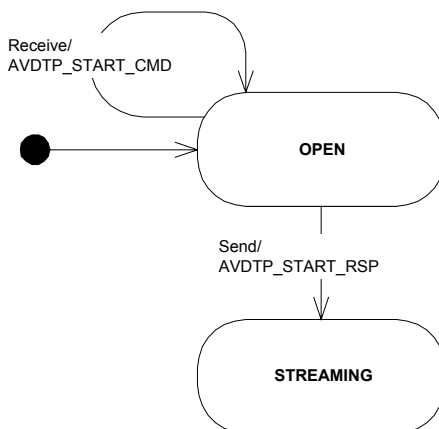 Receive/
AVDTP_START_CMD
OPEN
Send/
AVDTP_START_RSP
STREAMING